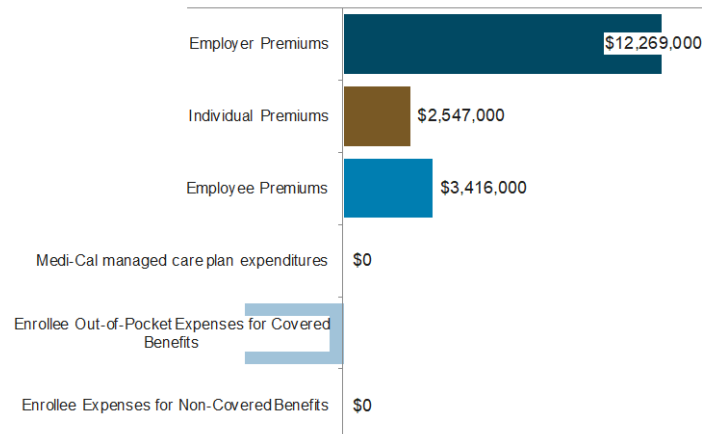 Employer Premiums
$12,269,000
Individual Premiums
$2,547,000
Employee Premiums
$3,416,000
Medi-Cal managed care plan expenditures
$0
Enrollee Out-of-Pocket Expenses for Covered
Benefits
Enrollee Expenses for Non-Covered Benefits
$0